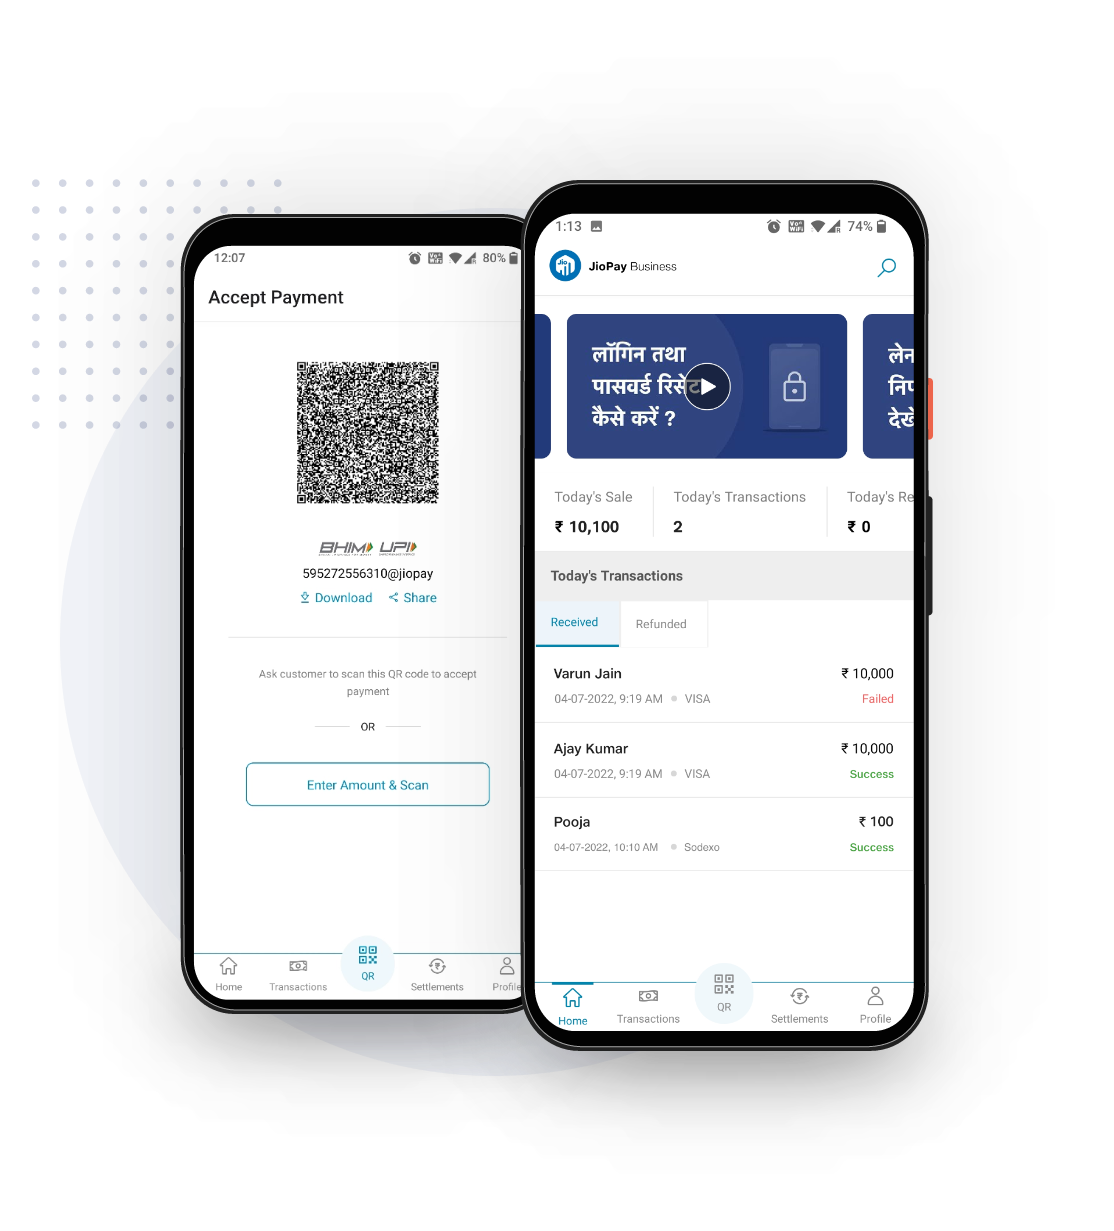 12:07
80%
Accept Payment
BHIM UPI
595272556310@jiopay
Download Share
Ask customer to scan this QR code to accept
payment
OR
Enter Amount & Scan
Home Transactions QR Settlements Profile
1:13
74%
Jio
JioPay Business
लॉगिन तथा
पासवर्ड रिसेट
कैसे करें ?
लेन
निप
देखे
Today's Sale Today's Transactions Today's Re
₹ 10,100 2 ₹ 0
Today's Transactions
Received Refunded
Varun Jain ₹ 10,000
04-07-2022, 9:19 AM VISA Failed
Ajay Kumar ₹ 10,000
04-07-2022, 9:19 AM VISA Success
Pooja ₹ 100
04-07-2022, 10:10 AM Sodexo Success
Home Transactions QR Settlements Profile